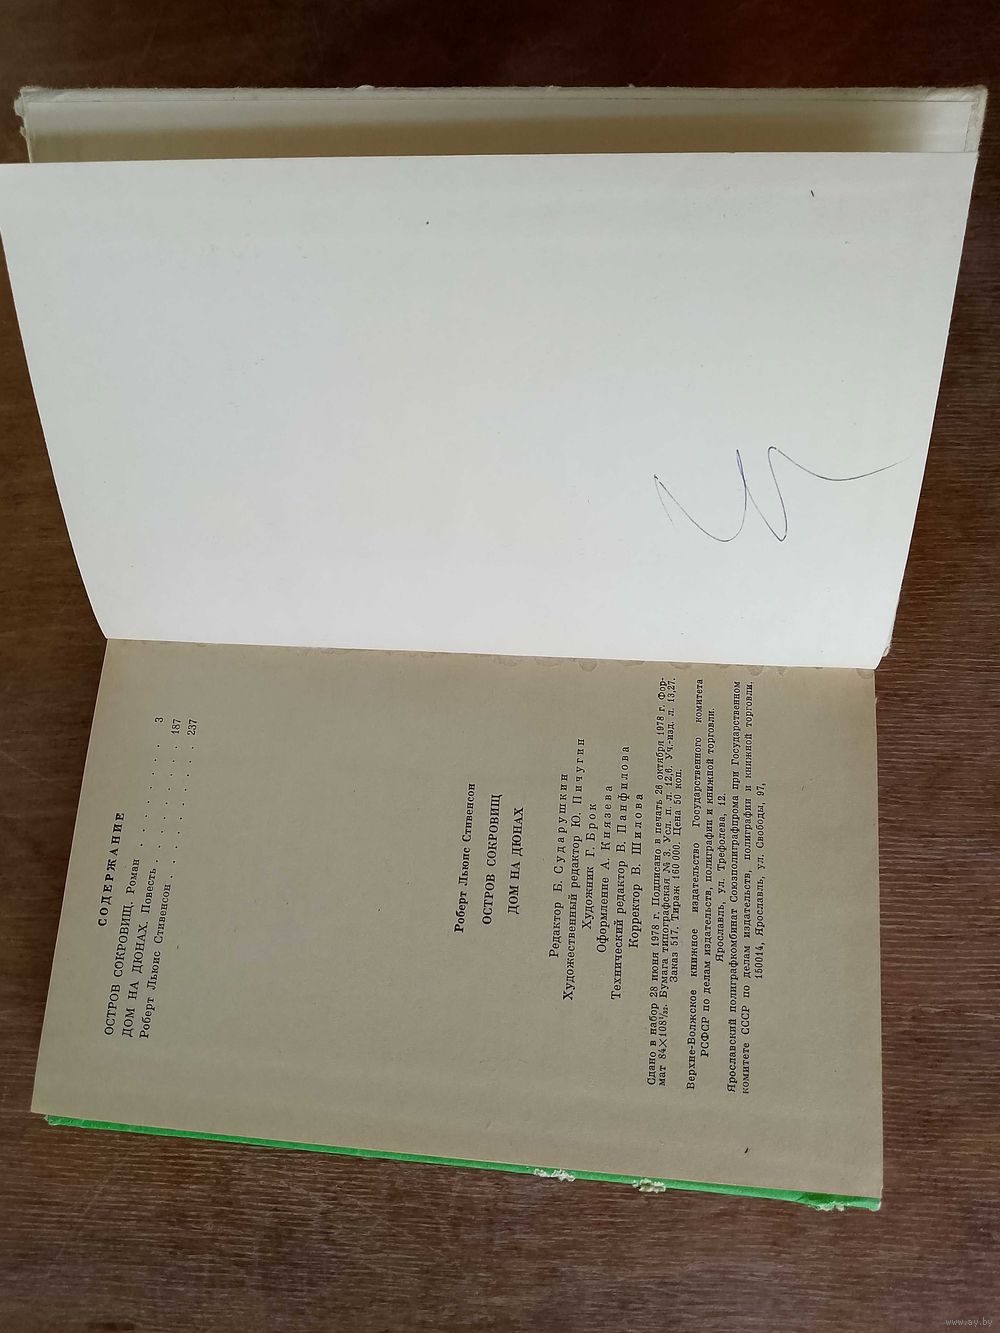 СОДЕРЖАНИЕ
ОСТРОВ СОКРОВИЩ. Роман . . . . . . . . 3
ДОМ НА ДЮНАХ. Повесть . . . . . . . . 187
Роберт Льюис Стивенсон . . . . . . . . 237
Роберт Льюис Стивенсон
ОСТРОВ СОКРОВИЩ
ДОМ НА ДЮНАХ
Редактор Б. Сударушкин
Художественный редактор Ю. Пичугин
Художник Г. Брок
Оформление А. Князева
Технический редактор В. Панфилова
Корректор В. Шилова
Сдано в набор 28 июня 1978 г. Подписано в печать 26 октября 1978 г. Фор-
мат 84×108¹/₃₂. Бумага типографская № 3. Усл. п. л. 12,6. Уч.-изд. л. 13,27.
Заказ 517. Тираж 160 000. Цена 50 коп.
Верхне-Волжское книжное издательство Государственного комитета
РСФСР по делам издательств, полиграфии и книжной торговли.
Ярославль, ул. Трефолева, 12.
Ярославский полиграфкомбинат Союзполиграфпрома при Государственном
комитете СССР по делам издательств, полиграфии и книжной торговли.
150014, Ярославль, ул. Свободы, 97,
www.ay.by